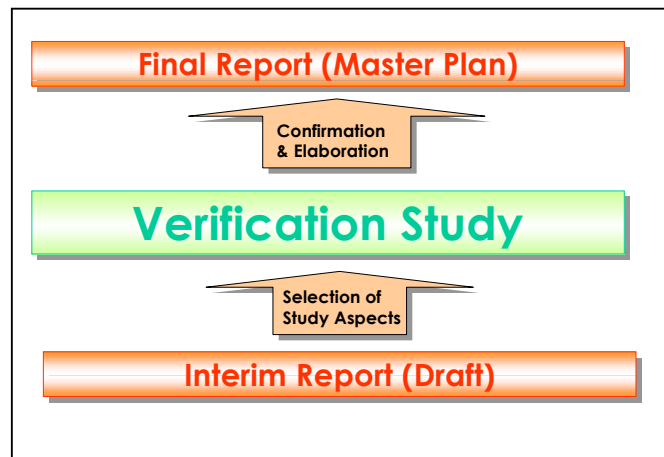 Final Report (Master Plan)
Confirmation
& Elaboration
Verification Study
Selection of
Study Aspects
Interim Report (Draft)